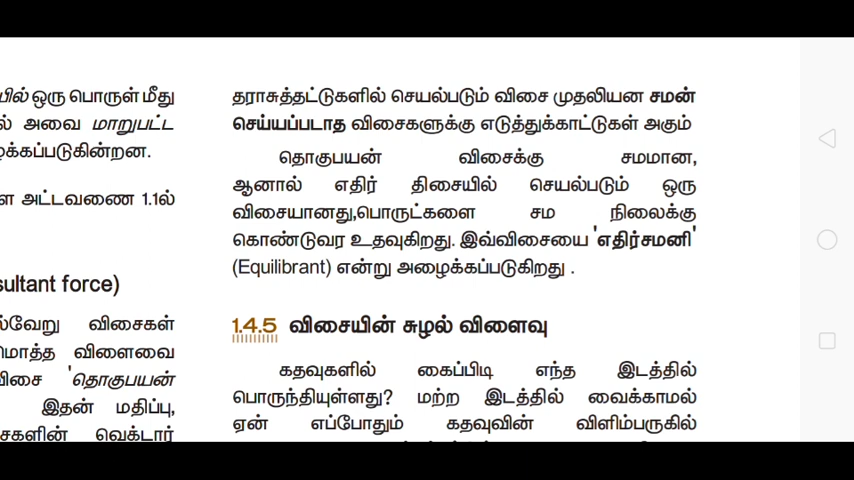 யில் ஒரு பொருள் மீது
ல் அவை மாறுபட்ட
ழக்கப்படுகின்றன.
ள அட்டவணை 1.1ல்
sultant force)
ல்வேறு விசைகள்
மொத்த விளைவை
விசை 'தொகுபயன்
இதன் மதிப்பு,
சைகளின் வெக்டார்
தராசுத்தட்டுகளில் செயல்படும் விசை முதலியன சமன்
செய்யப்படாத விசைகளுக்கு எடுத்துக்காட்டுகள் அகும்
தொகுபயன் விசைக்கு சமமான,
ஆனால் எதிர் திசையில் செயல்படும் ஒரு
விசையானது,பொருட்களை சம நிலைக்கு
கொண்டுவர உதவுகிறது. இவ்விசையை 'எதிர்சமனி'
(Equilibrant) என்று அழைக்கப்படுகிறது .
1.4.5 விசையின் சுழல் விளைவு
கதவுகளில் கைப்பிடி எந்த இடத்தில்
பொருந்தியுள்ளது? மற்ற இடத்தில் வைக்காமல்
ஏன் எப்போதும் கதவுவின் விளிம்பருகில்